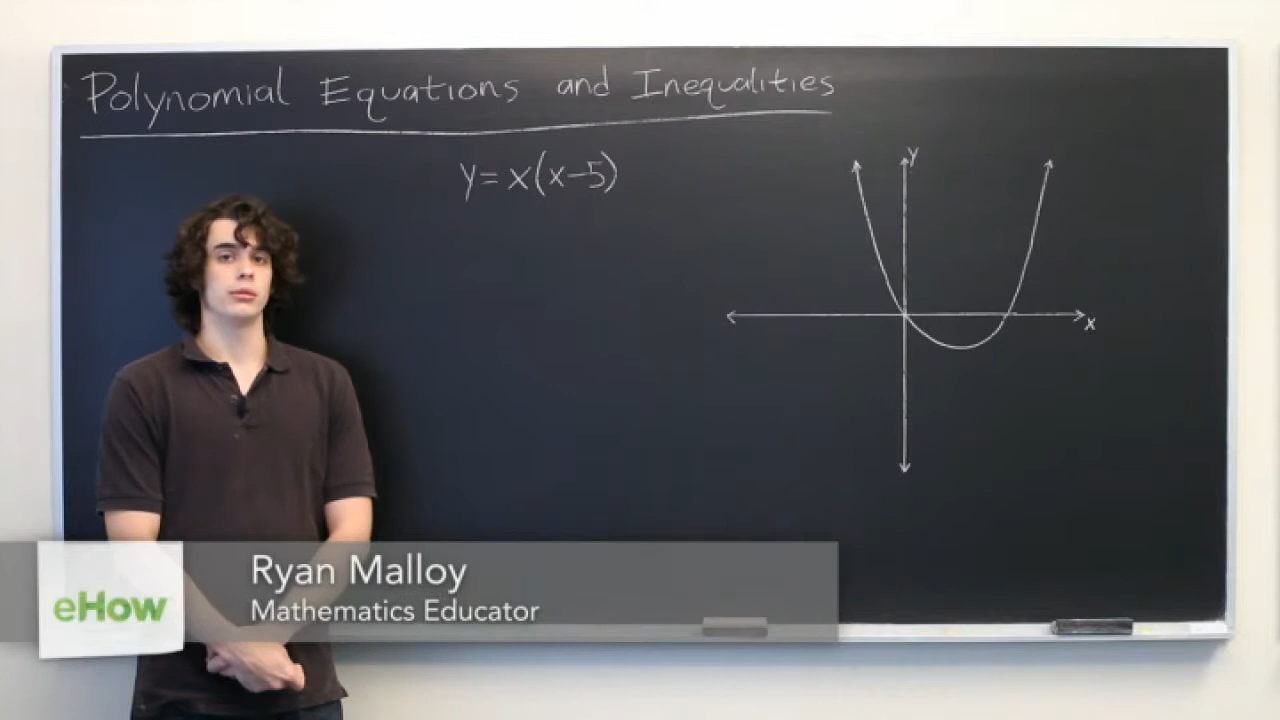 Polynomial Equations and Inequalities
y=x(x-5)
y
x
Ryan Malloy
eHow
Mathematics Educator